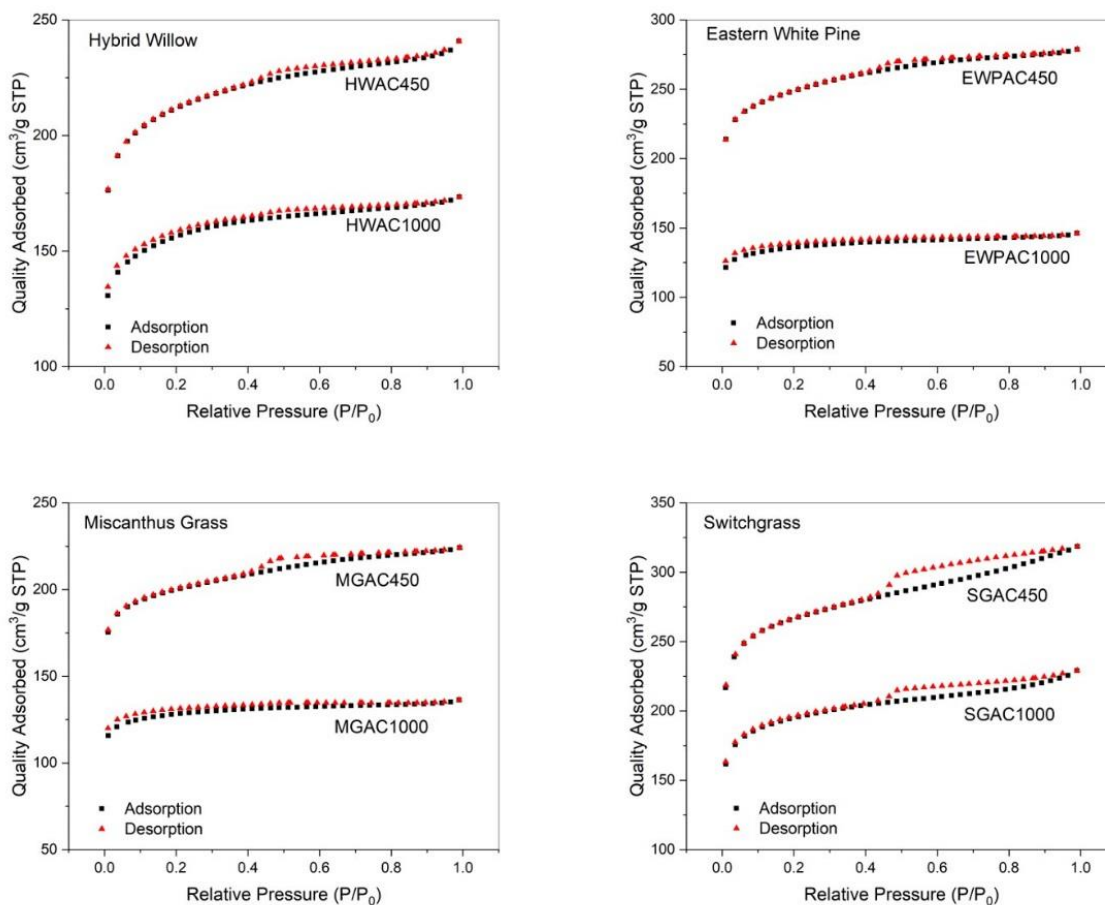 Hybrid Willow
250
200
150
100
Quality Adsorbed (cm³/g STP)
HWAC450
HWAC1000
Adsorption
Desorption
0.0 0.2 0.4 0.6 0.8 1.0
Relative Pressure (P/P₀)
Eastern White Pine
300
250
200
150
100
50
Quality Adsorbed (cm³/g STP)
EWPAC450
EWPAC1000
Adsorption
Desorption
0.0 0.2 0.4 0.6 0.8 1.0
Relative Pressure (P/P₀)
Miscanthus Grass
250
200
150
100
50
Quality Adsorbed (cm³/g STP)
MGAC450
MGAC1000
Adsorption
Desorption
0.0 0.2 0.4 0.6 0.8 1.0
Relative Pressure (P/P₀)
Switchgrass
350
300
250
200
150
100
Quality Adsorbed (cm³/g STP)
SGAC450
SGAC1000
Adsorption
Desorption
0.0 0.2 0.4 0.6 0.8 1.0
Relative Pressure (P/P₀)